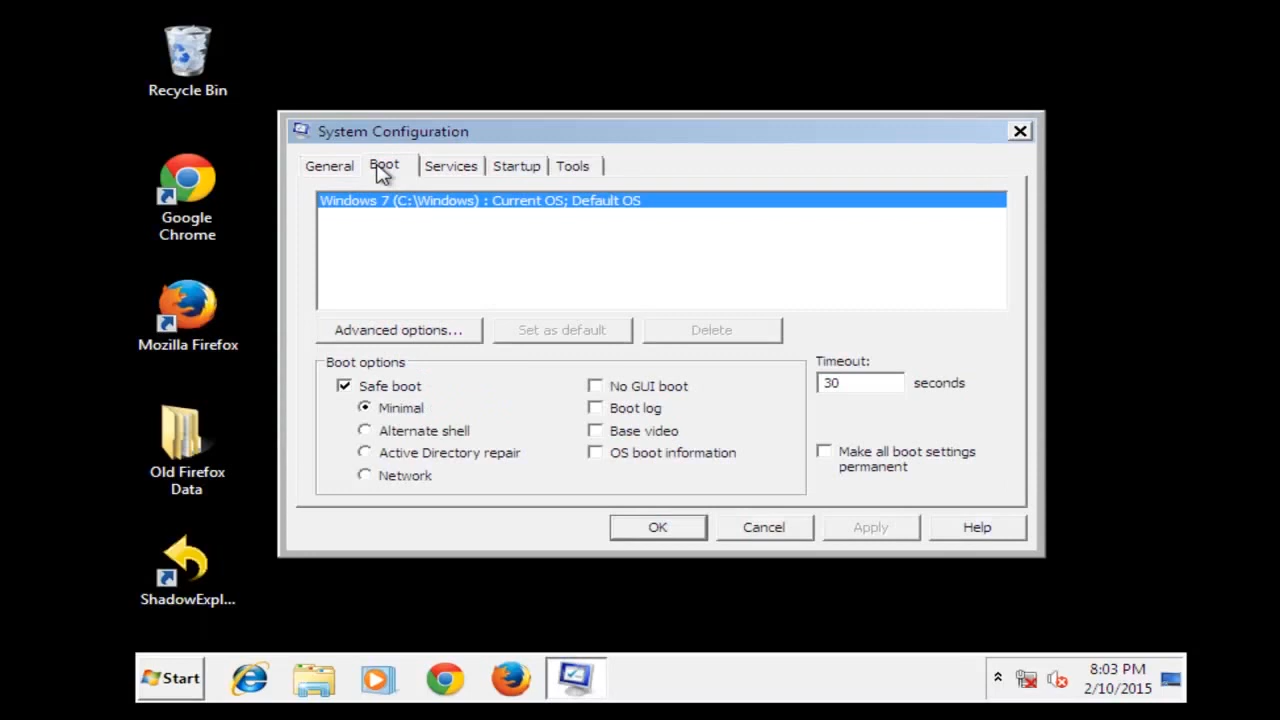 Recycle Bin
Google
Chrome
Mozilla Firefox
Old Firefox
Data
ShadowExpl...
System Configuration
General Boot Services Startup Tools
Windows 7 (C:\Windows) : Current OS; Default OS
Advanced options... Set as default Delete
Boot options
Safe boot
Minimal
Alternate shell
Active Directory repair
Network
No GUI boot
Boot log
Base video
OS boot information
Timeout:
30 seconds
Make all boot settings
permanent
OK Cancel Apply Help
Start
8:03 PM
2/10/2015